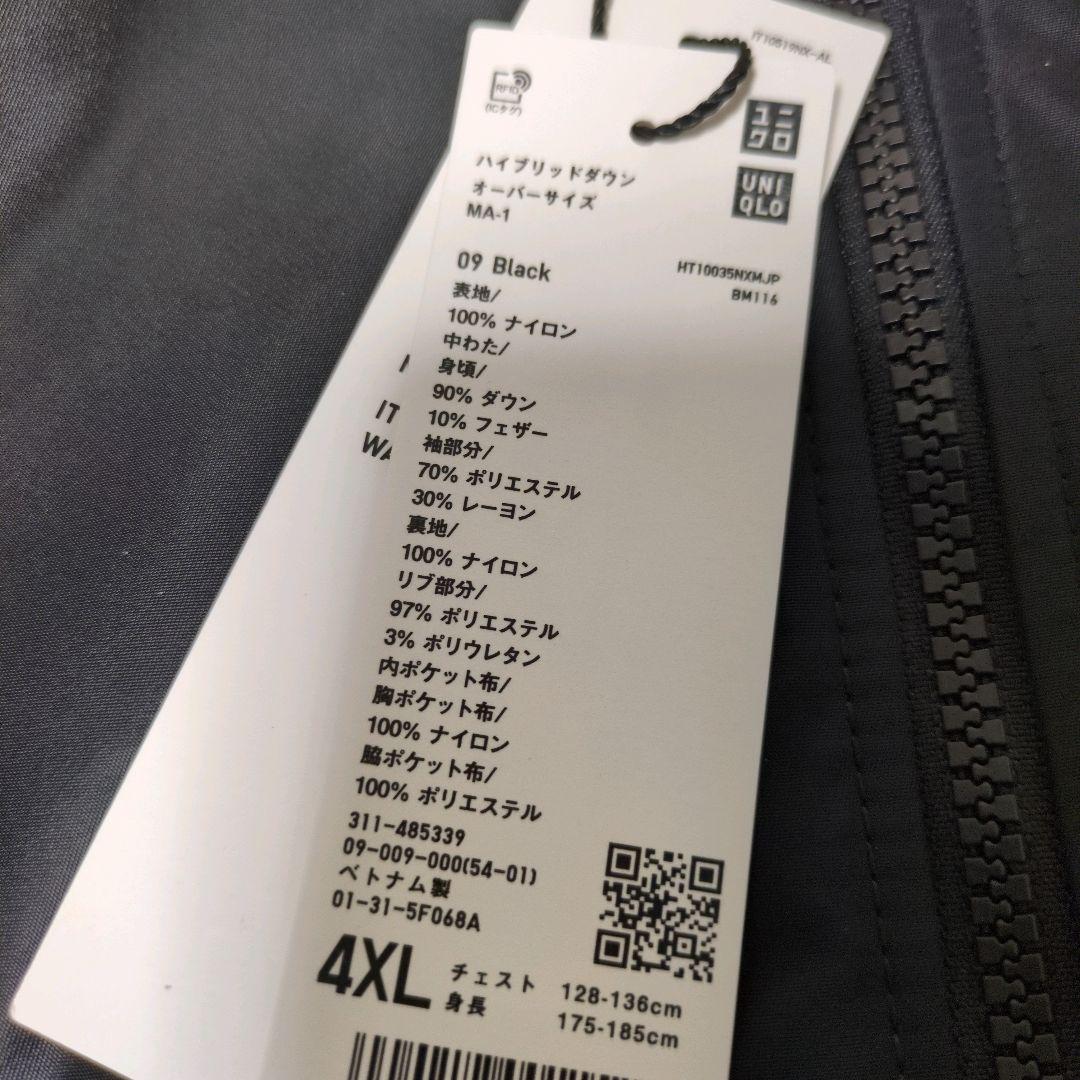 IT10519NX-AL
RFID
(ICタグ)
ユニ
クロ
UNI
QLO
ハイブリッドダウン
オーバーサイズ
MA-1
09 Black
HT10035NXMJP
BM116
表地/
100% ナイロン
中わた/
身頃/
90% ダウン
10% フェザー
袖部分/
70% ポリエステル
30% レーヨン
裏地/
100% ナイロン
リブ部分/
97% ポリエステル
3% ポリウレタン
内ポケット布/
胸ポケット布/
100% ナイロン
脇ポケット布/
100% ポリエステル
311-485339
09-009-000(54-01)
ベトナム製
01-31-5F068A
4XL
チェスト 128-136cm
身長 175-185cm
IT